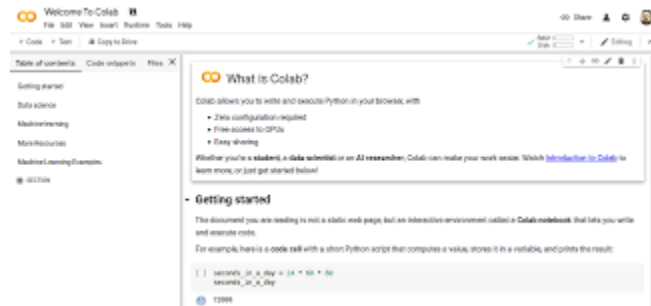 Welcome To Colab
File Edit View Insert Runtime Tools Help
Share
+ Code + Text Copy to Drive
Editing
Table of contents Code snippets Files
Getting started
Data science
Machine learning
More Resources
Machine Learning Examples
SECTION
What is Colab?
Colab allows you to write and execute Python in your browser, with
• Zero configuration required
• Free access to GPUs
• Easy sharing
Whether you're a student, a data scientist or an AI researcher, Colab can make your work easier. Watch Introduction to Colab to
learn more, or just get started below!
Getting started
The document you are reading is not a static web page, but an interactive environment called a Colab notebook that lets you write
and execute code.
For example, here is a code cell with a short Python script that computes a value, stores it in a variable, and prints the result:
[ ] seconds_in_a_day = 24 * 60 * 60
seconds_in_a_day